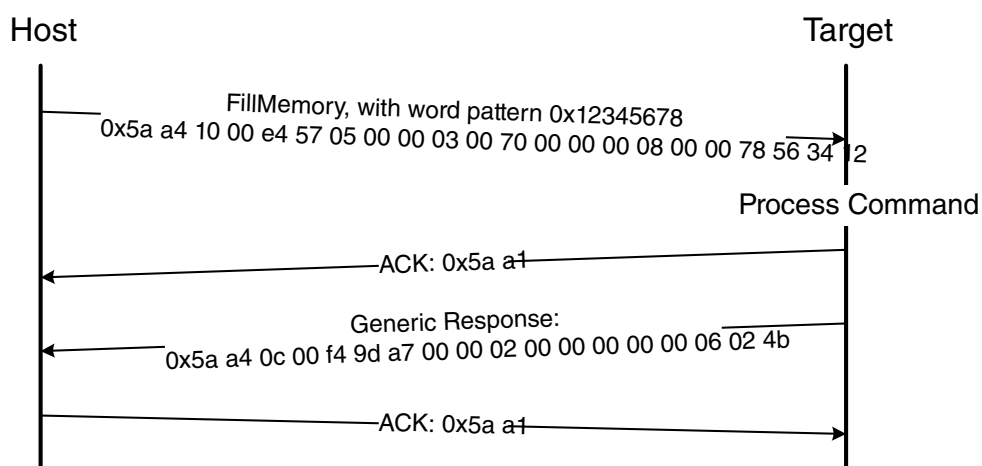 Host
Target
FillMemory, with word pattern 0x12345678
0x5a a4 10 00 e4 57 05 00 00 03 00 70 00 00 00 08 00 00 78 56 34 12
Process Command
ACK: 0x5a a1
Generic Response:
0x5a a4 0c 00 f4 9d a7 00 00 02 00 00 00 00 00 06 02 4b
ACK: 0x5a a1